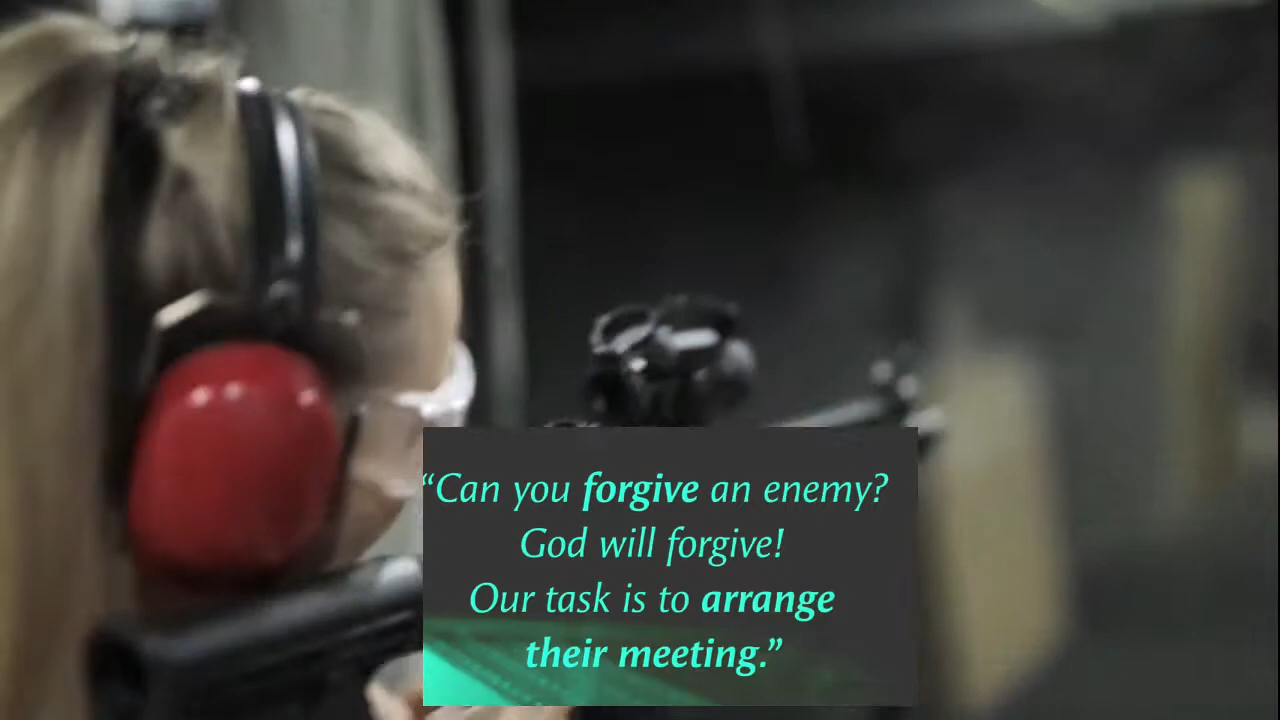 “Can you forgive an enemy?
God will forgive!
Our task is to arrange
their meeting.”